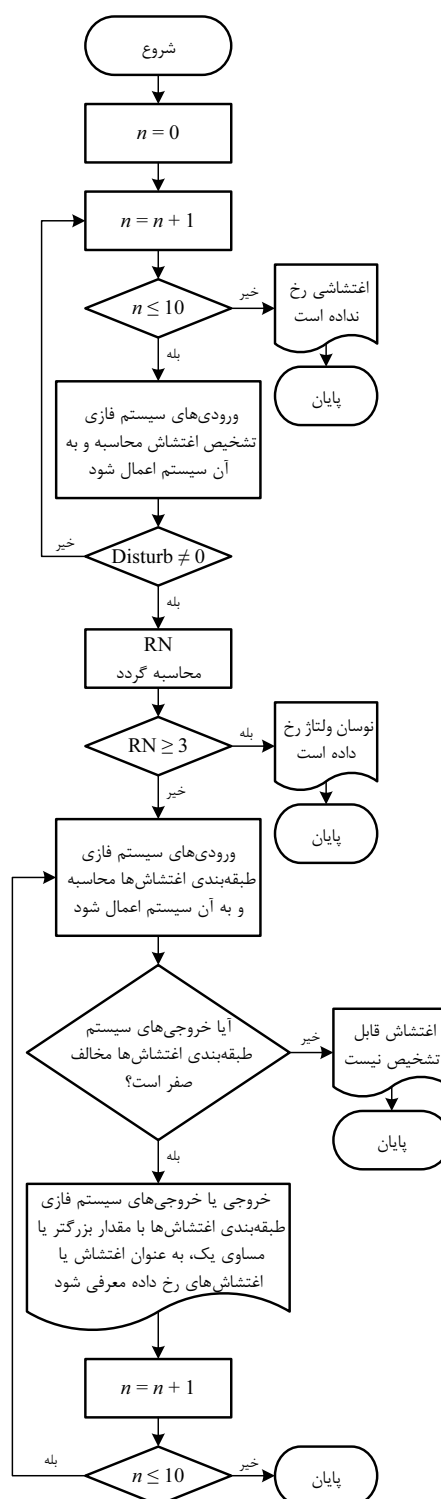 شروع
n = 0
n = n + 1
n ≤ 10
خیر
اغتشاشی رخ
نداده است
پایان
بله
ورودی‌های سیستم فازی
تشخیص اغتشاش محاسبه و به
آن سیستم اعمال شود
خیر
Disturb ≠ 0
بله
RN
محاسبه گردد
RN ≥ 3
بله
نوسان ولتاژ رخ
داده است
پایان
خیر
ورودی‌های سیستم فازی
طبقه‌بندی اغتشاش‌ها محاسبه
و به آن سیستم اعمال شود
آیا خروجی‌های سیستم
طبقه‌بندی اغتشاش‌ها مخالف
صفر است؟
خیر
اغتشاش قابل
تشخیص نیست
پایان
بله
خروجی یا خروجی‌های سیستم فازی
طبقه‌بندی اغتشاش‌ها با مقدار بزرگتر یا
مساوی یک، به عنوان اغتشاش یا
اغتشاش‌های رخ داده معرفی شود
n = n + 1
بله
n ≤ 10
خیر
پایان